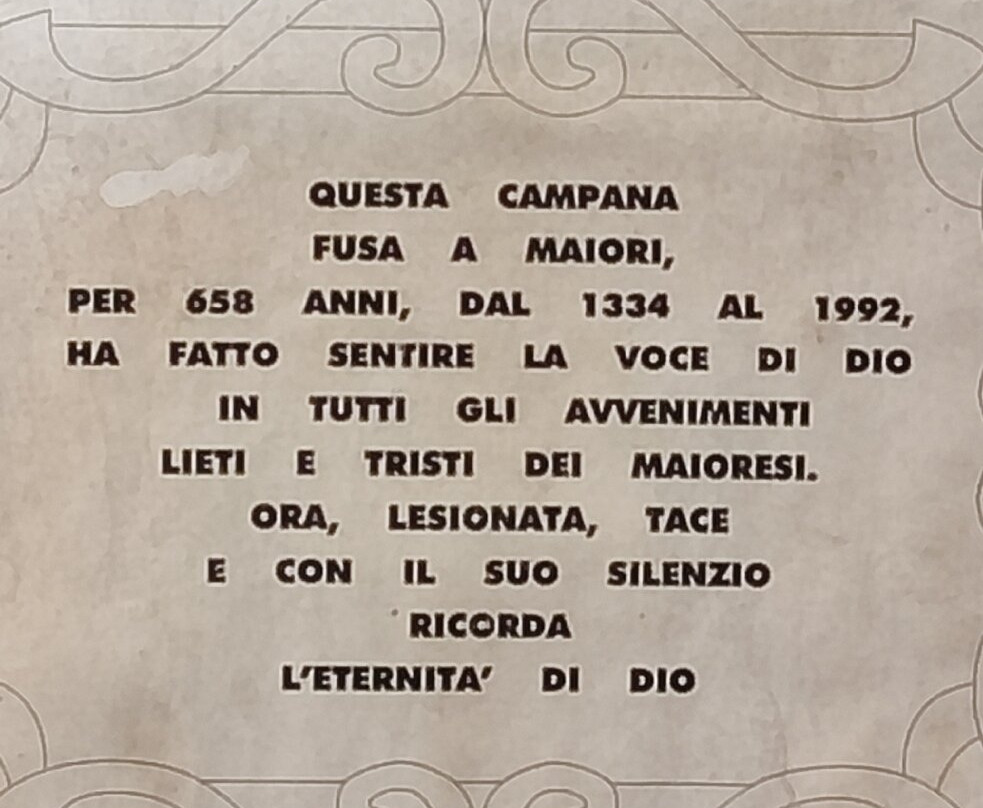 QUESTA CAMPANA
FUSA A MAIORI,
PER 658 ANNI, DAL 1334 AL 1992,
HA FATTO SENTIRE LA VOCE DI DIO
IN TUTTI GLI AVVENIMENTI
LIETI E TRISTI DEI MAIORESI.
ORA, LESIONATA, TACE
E CON IL SUO SILENZIO
RICORDA
L'ETERNITA' DI DIO